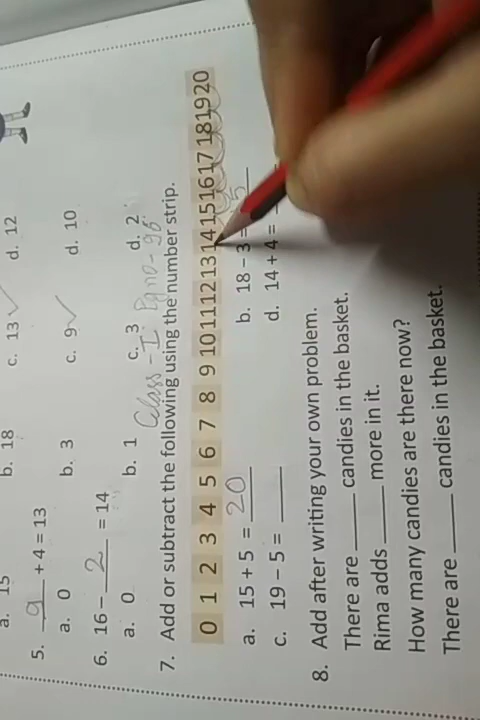 a. 15 b. 18 c. 13 d. 12
5. 9 + 4 = 13
a. 0 b. 3 c. 9 d. 10
6. 16 – 2 = 14
a. 0 b. 1 c. 3 d. 2
Class - I. Pg no - 96.
7. Add or subtract the following using the number strip.
0 1 2 3 4 5 6 7 8 9 10 11 12 13 14 15 16 17 18 19 20
a. 15 + 5 = 20 b. 18 – 3 = 15
c. 19 – 5 = ____ d. 14 + 4 = ____
8. Add after writing your own problem.
There are ____ candies in the basket.
Rima adds ____ more in it.
How many candies are there now?
There are ____ candies in the basket.